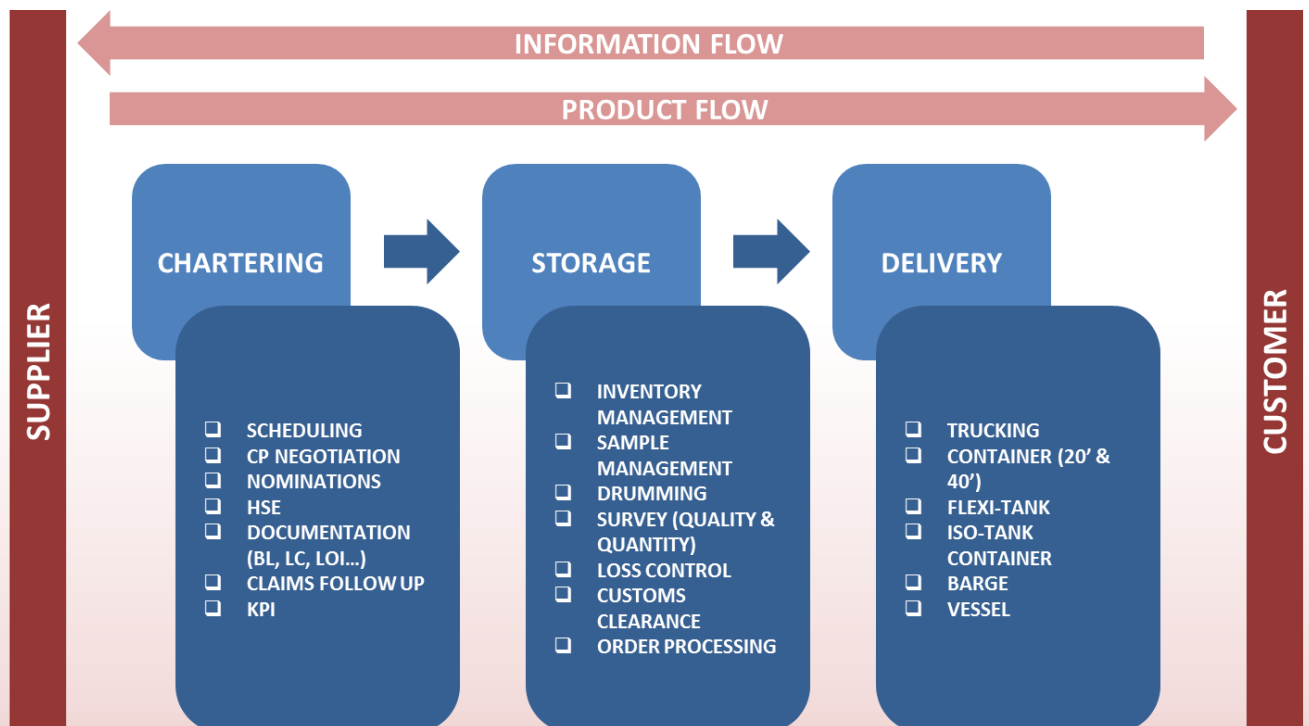 INFORMATION FLOW
PRODUCT FLOW
SUPPLIER
CHARTERING
❑ SCHEDULING
❑ CP NEGOTIATION
❑ NOMINATIONS
❑ HSE
❑ DOCUMENTATION
(BL, LC, LOI…)
❑ CLAIMS FOLLOW UP
❑ KPI
STORAGE
❑ INVENTORY
MANAGEMENT
❑ SAMPLE
MANAGEMENT
❑ DRUMMING
❑ SURVEY (QUALITY &
QUANTITY)
❑ LOSS CONTROL
❑ CUSTOMS
CLEARANCE
❑ ORDER PROCESSING
DELIVERY
❑ TRUCKING
❑ CONTAINER (20’ &
40’)
❑ FLEXI-TANK
❑ ISO-TANK
CONTAINER
❑ BARGE
❑ VESSEL
CUSTOMER